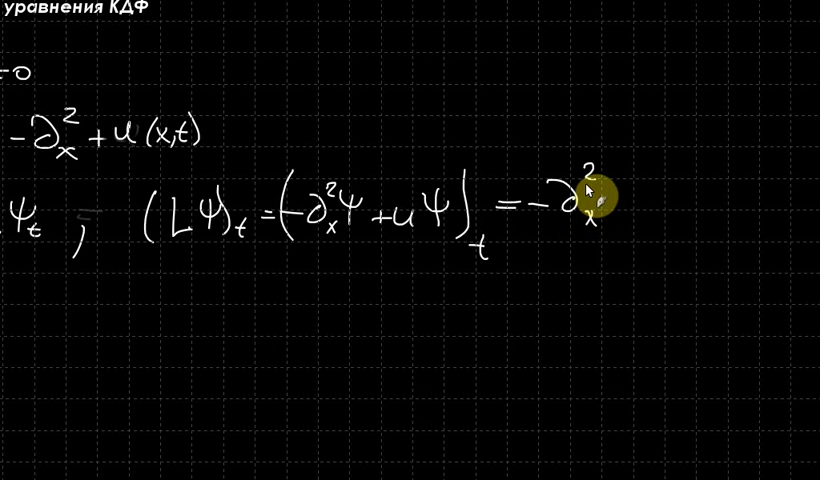 уравнения КДФ
=0
-∂ₓ² + u(x,t)
ψₜ ; (Lψ)ₜ = (-∂ₓ²ψ + uψ)ₜ = -∂ₓ²